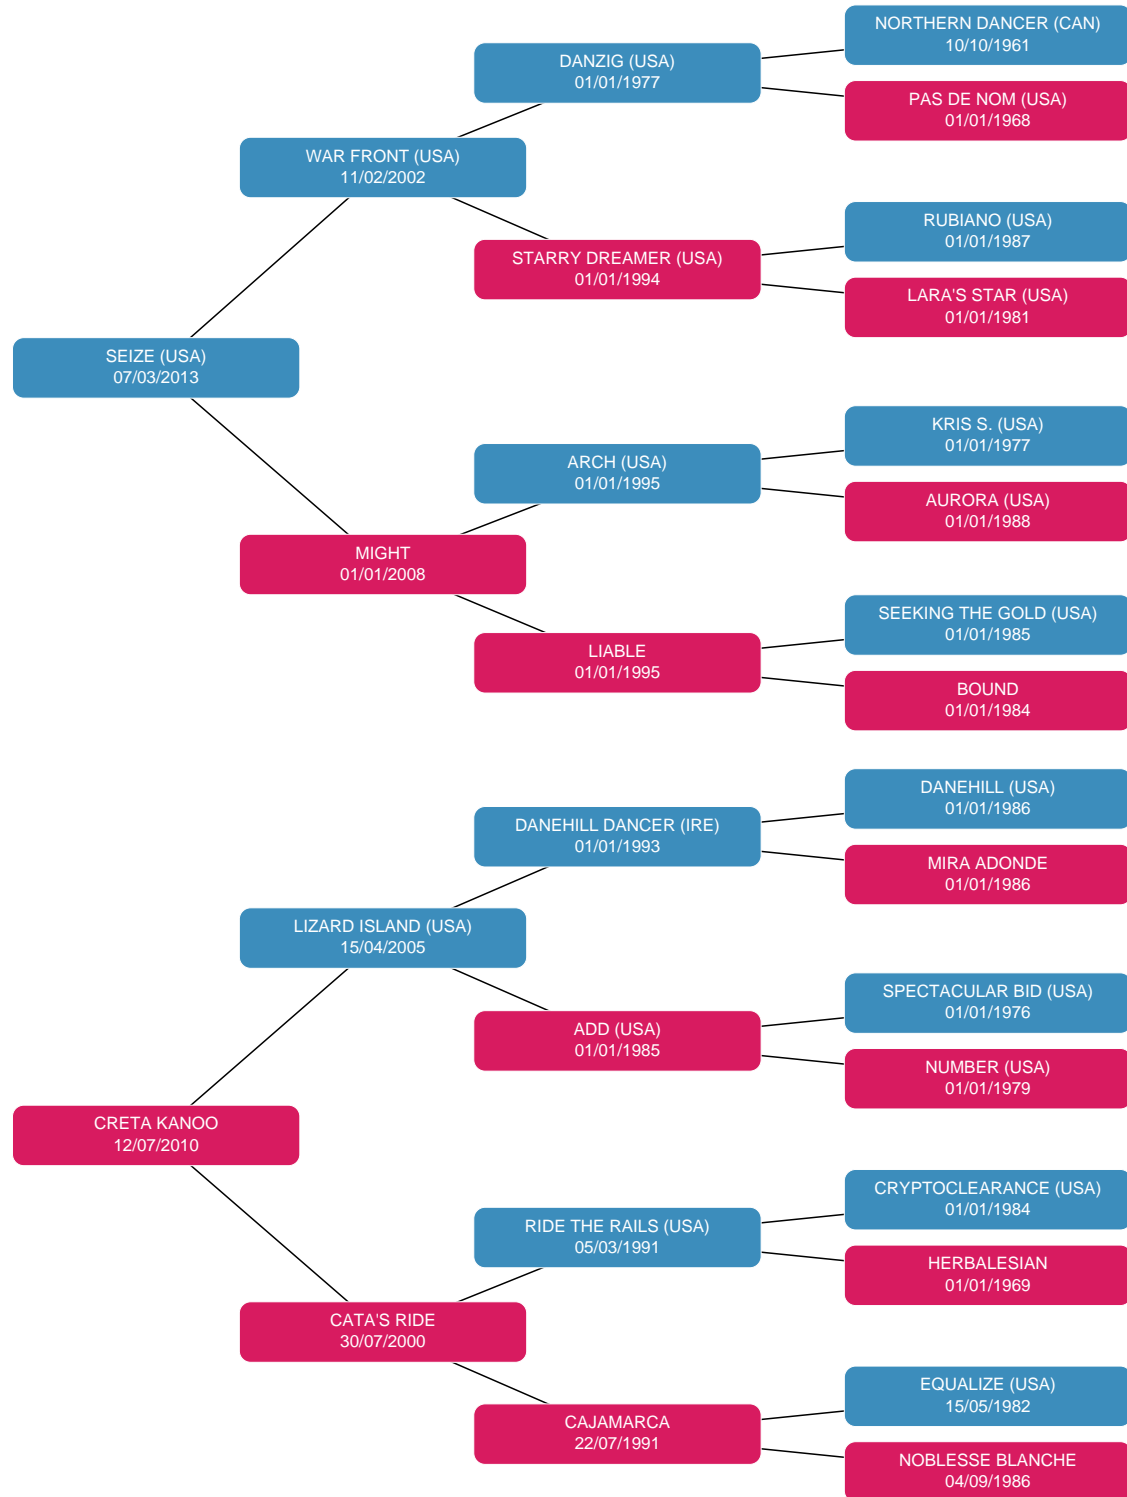 NORTHERN DANCER (CAN)
10/10/1961
DANZIG (USA)
01/01/1977
PAS DE NOM (USA)
01/01/1968
WAR FRONT (USA)
11/02/2002
RUBIANO (USA)
01/01/1987
STARRY DREAMER (USA)
01/01/1994
LARA'S STAR (USA)
01/01/1981
SEIZE (USA)
07/03/2013
KRIS S. (USA)
01/01/1977
ARCH (USA)
01/01/1995
AURORA (USA)
01/01/1988
MIGHT
01/01/2008
SEEKING THE GOLD (USA)
01/01/1985
LIABLE
01/01/1995
BOUND
01/01/1984
DANEHILL (USA)
01/01/1986
DANEHILL DANCER (IRE)
01/01/1993
MIRA ADONDE
01/01/1986
LIZARD ISLAND (USA)
15/04/2005
SPECTACULAR BID (USA)
01/01/1976
ADD (USA)
01/01/1985
NUMBER (USA)
01/01/1979
CRETA KANOO
12/07/2010
CRYPTOCLEARANCE (USA)
01/01/1984
RIDE THE RAILS (USA)
05/03/1991
HERBALESIAN
01/01/1969
CATA'S RIDE
30/07/2000
EQUALIZE (USA)
15/05/1982
CAJAMARCA
22/07/1991
NOBLESSE BLANCHE
04/09/1986